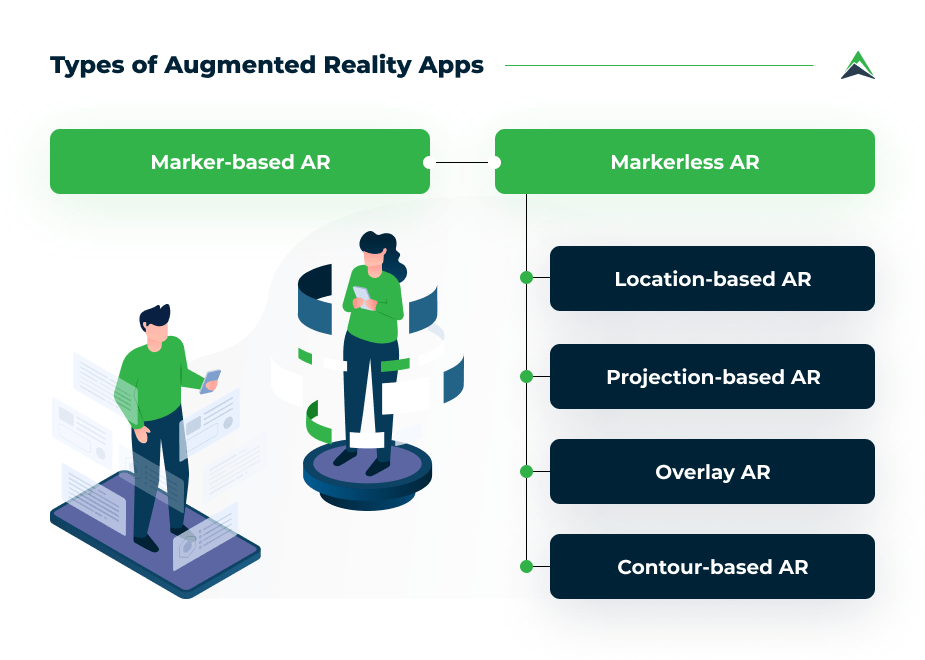 Types of Augmented Reality Apps
Marker-based AR
Markerless AR
Location-based AR
Projection-based AR
Overlay AR
Contour-based AR